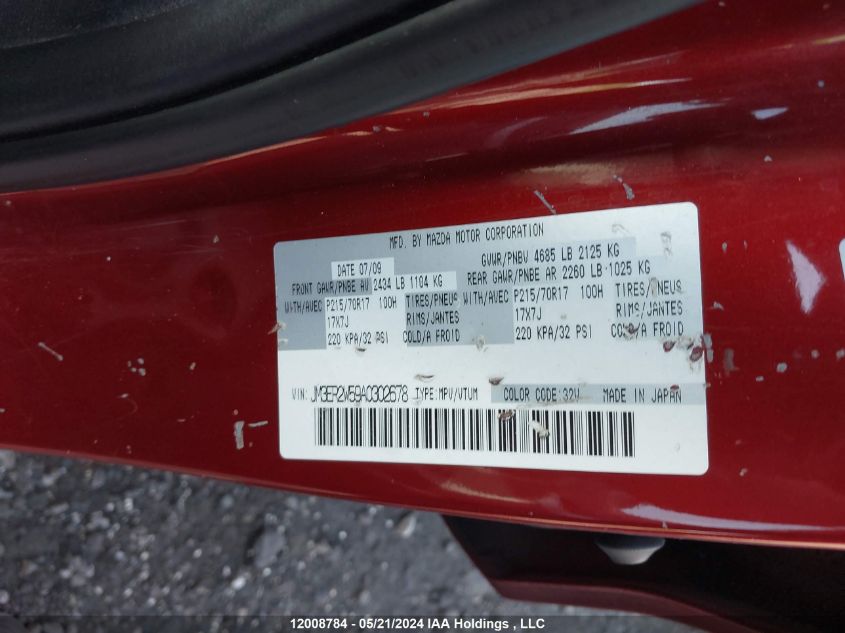 MFD. BY MAZDA MOTOR CORPORATION
DATE 07/09 GVWR/PNBV 4685 LB 2125 KG
FRONT GAWR/PNBE AV 2434 LB 1104 KG REAR GAWR/PNBE AR 2260 LB 1025 KG
WITH/AVEC P215/70R17 100H TIRES/PNEUS WITH/AVEC P215/70R17 100H TIRES/PNEUS
17X7J RIMS/JANTES 17X7J RIMS/JANTES
220 KPA/32 PSI COLD/A FROID 220 KPA/32 PSI COLD/A FROID
VIN: JM3ER2W59A0302678 TYPE:MPV/VTUM COLOR CODE:32V MADE IN JAPAN
12008784 - 05/21/2024 IAA Holdings , LLC